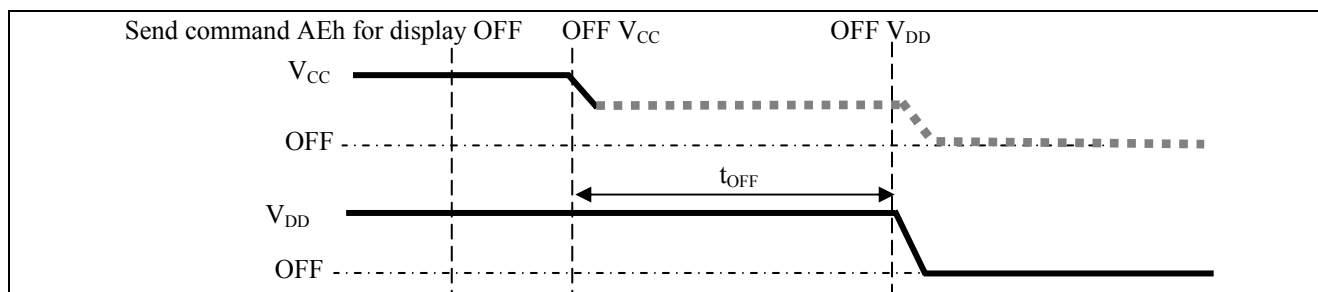 Send command AEh for display OFF OFF VCC OFF VDD
VCC
OFF
tOFF
VDD
OFF